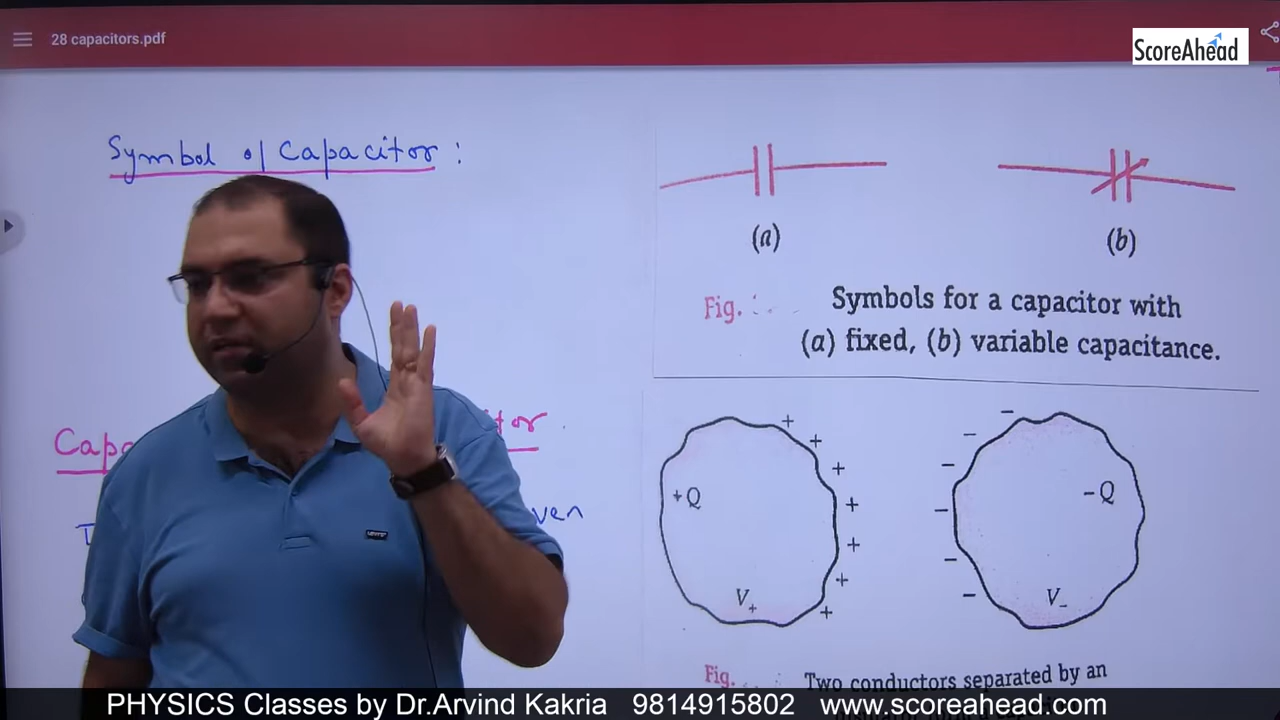 28 capacitors.pdf
ScoreAhead
Symbol of Capacitor :
(a)
(b)
Fig.
Symbols for a capacitor with
(a) fixed, (b) variable capacitance.
+ + + + + + +
- - - - - -
+Q
-Q
V+
V-
Fig.
Two conductors separated by an
PHYSICS Classes by Dr.Arvind Kakria 9814915802 www.scoreahead.com